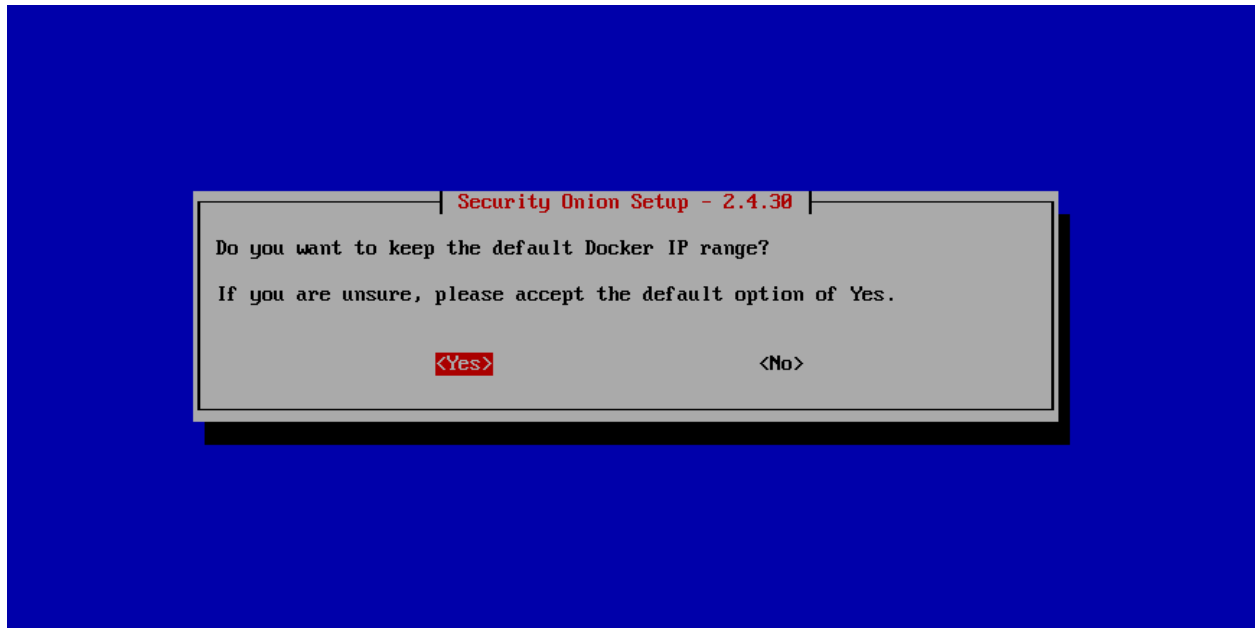 Security Onion Setup - 2.4.30
Do you want to keep the default Docker IP range?
If you are unsure, please accept the default option of Yes.
<Yes> <No>